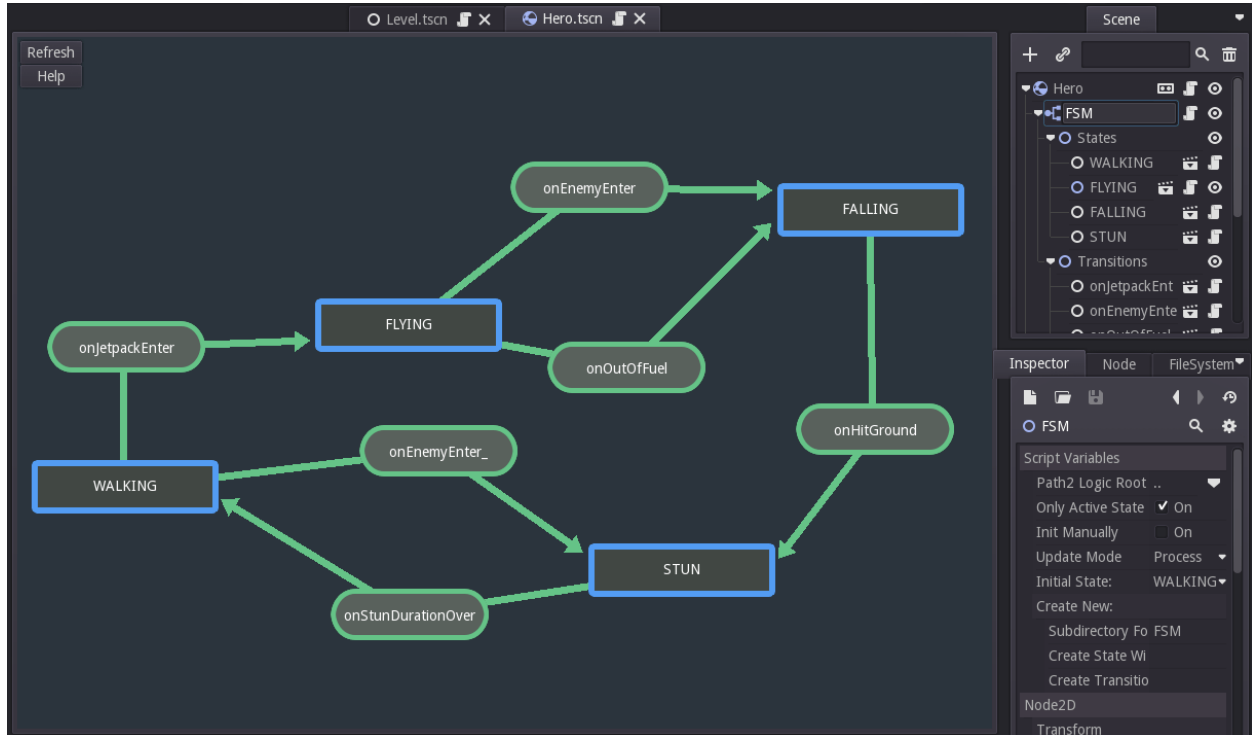 Level.tscn
Hero.tscn
Refresh
Help
onEnemyEnter
FALLING
FLYING
onJetpackEnter
onOutOfFuel
onHitGround
onEnemyEnter_
WALKING
STUN
onStunDurationOver
Scene
Hero
FSM
States
WALKING
FLYING
FALLING
STUN
Transitions
onJetpackEnt
onEnemyEnte
Inspector Node FileSystem
FSM
Script Variables
Path2 Logic Root ..
Only Active State On
Init Manually On
Update Mode Process
Initial State: WALKING
Create New:
Subdirectory Fo FSM
Create State Wi
Create Transitio
Node2D
Transform